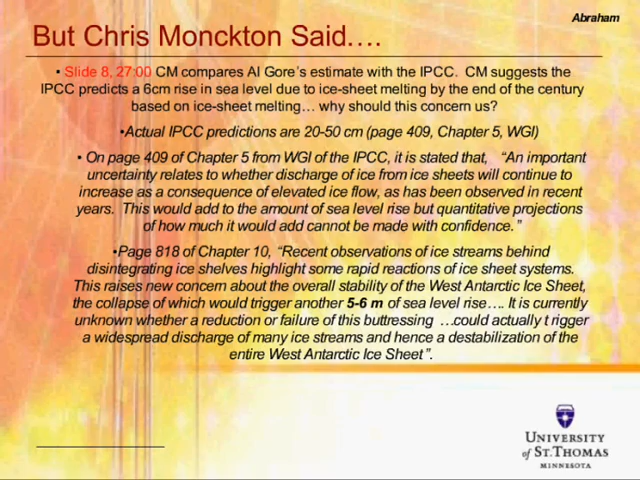 Abraham
But Chris Monckton Said….
• Slide 8, 27:00 CM compares Al Gore's estimate with the IPCC. CM suggests the
IPCC predicts a 6cm rise in sea level due to ice-sheet melting by the end of the century
based on ice-sheet melting… why should this concern us?
•Actual IPCC predictions are 20-50 cm (page 409, Chapter 5, WGI)
• On page 409 of Chapter 5 from WGI of the IPCC, it is stated that, "An important
uncertainty relates to whether discharge of ice from ice sheets will continue to
increase as a consequence of elevated ice flow, as has been observed in recent
years. This would add to the amount of sea level rise but quantitative projections
of how much it would add cannot be made with confidence."
•Page 818 of Chapter 10, "Recent observations of ice streams behind
disintegrating ice shelves highlight some rapid reactions of ice sheet systems.
This raises new concern about the overall stability of the West Antarctic Ice Sheet,
the collapse of which would trigger another 5-6 m of sea level rise…. It is currently
unknown whether a reduction or failure of this buttressing …could actually t rigger
a widespread discharge of many ice streams and hence a destabilization of the
entire West Antarctic Ice Sheet".
UNIVERSITY
of ST. THOMAS
MINNESOTA